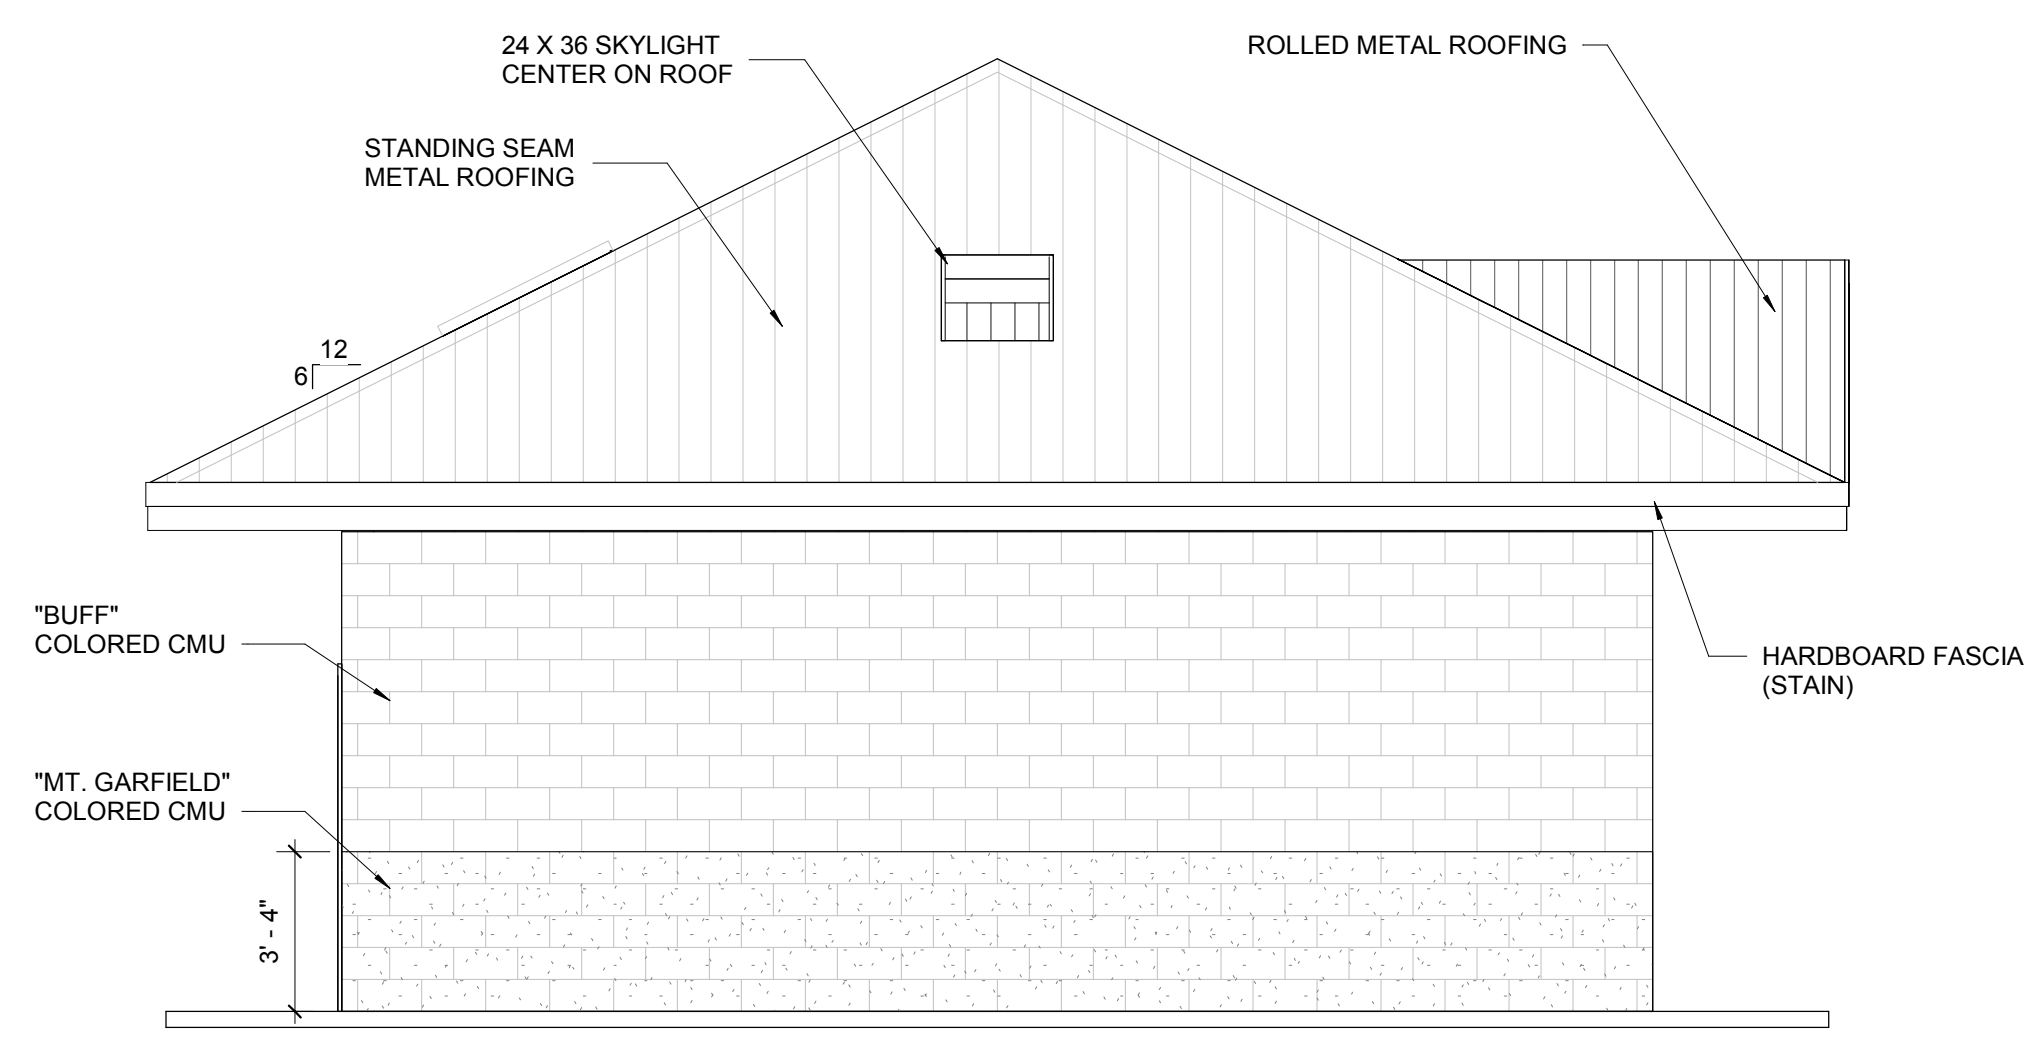 24 X 36 SKYLIGHT
CENTER ON ROOF
ROLLED METAL ROOFING
STANDING SEAM
METAL ROOFING
12
6
"BUFF"
COLORED CMU
HARDBOARD FASCIA
(STAIN)
"MT. GARFIELD"
COLORED CMU
3' - 4"